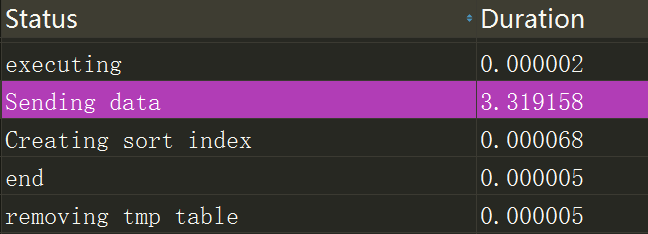 Status Duration
executing 0.000002
Sending data 3.319158
Creating sort index 0.000068
end 0.000005
removing tmp table 0.000005